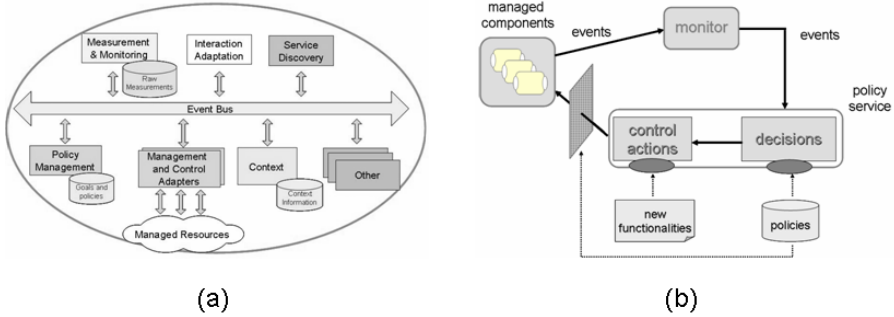 Measurement
& Monitoring
Raw
Measurements
Interaction
Adaptation
Service
Discovery
Event Bus
Policy
Management
Goals and
policies
Management
and Control
Adapters
Context
Context
Information
Other
Managed Resources
(a)
managed
components
events
monitor
events
policy
service
control
actions
decisions
new
functionalities
policies
(b)